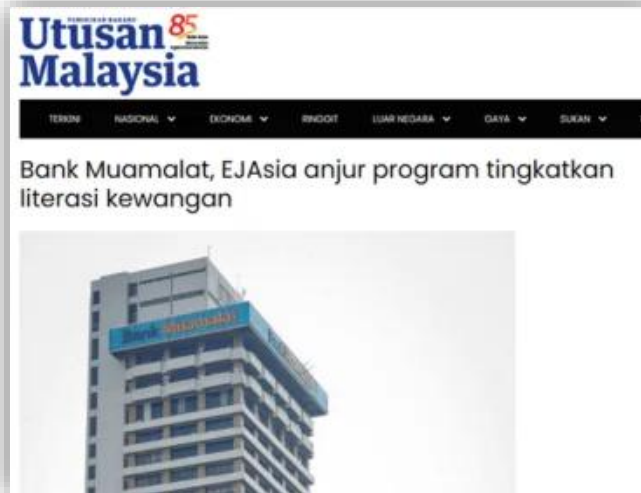 Utusan 85
Malaysia
TERKINI NASIONAL EKONOMI RINGGIT LUAR NEGARA GAYA SUKAN
Bank Muamalat, EJAsia anjur program tingkatkan
literasi kewangan
Bank Muamalat